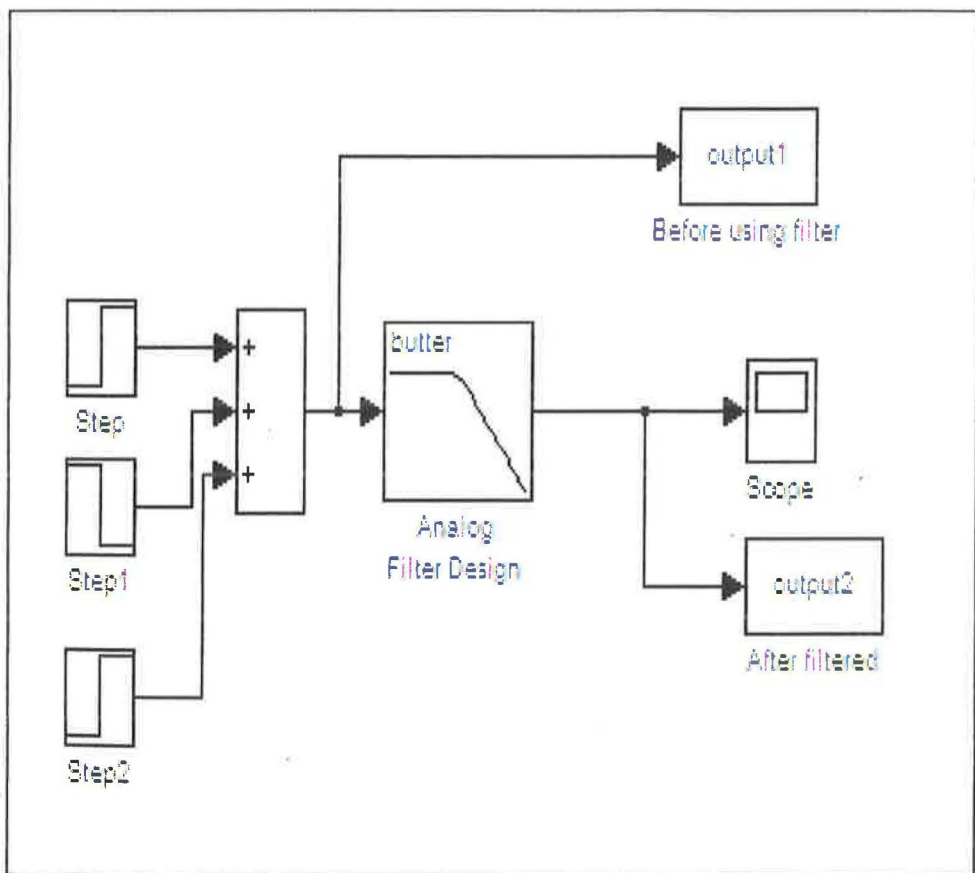 output1
Before using filter
Step
+
+
+
butter
Analog
Filter Design
Scope
Step1
output2
After filtered
Step2